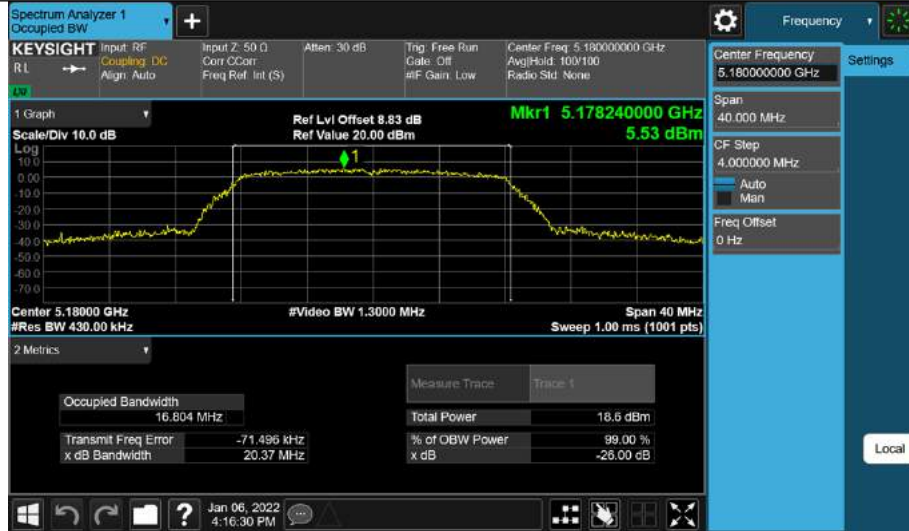 Spectrum Analyzer 1
Occupied BW
+
Frequency
KEYSIGHT
RL
Input: RF
Coupling: DC
Align: Auto
Input Z: 50 Ω
Corr CCorr
Freq Ref: Int (S)
Atten: 30 dB
Trig: Free Run
Gate: Off
#IF Gain: Low
Center Freq: 5.180000000 GHz
Avg|Hold: 100/100
Radio Std: None
Center Frequency
5.180000000 GHz
Settings
Span
40.000 MHz
CF Step
4.000000 MHz
Auto
Man
Freq Offset
0 Hz
1 Graph
Scale/Div 10.0 dB
Ref Lvl Offset 8.83 dB
Ref Value 20.00 dBm
Mkr1 5.178240000 GHz
5.53 dBm
Log
10.0
0.00
-10.0
-20.0
-30.0
-40.0
-50.0
-60.0
-70.0
1
Center 5.18000 GHz
#Res BW 430.00 kHz
#Video BW 1.3000 MHz
Span 40 MHz
Sweep 1.00 ms (1001 pts)
2 Metrics
Measure Trace
Trace 1
Occupied Bandwidth
16.804 MHz
Total Power
18.6 dBm
Transmit Freq Error
-71.496 kHz
% of OBW Power
99.00 %
x dB Bandwidth
20.37 MHz
x dB
-26.00 dB
Local
?
Jan 06, 2022
4:16:30 PM